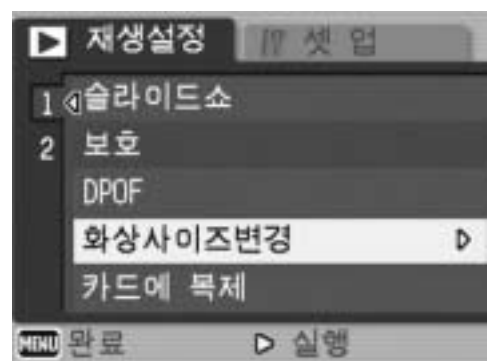 재생설정 셋 업
1 슬라이드쇼
2 보호
DPOF
화상사이즈변경
카드에 복제
MENU 완료 실행